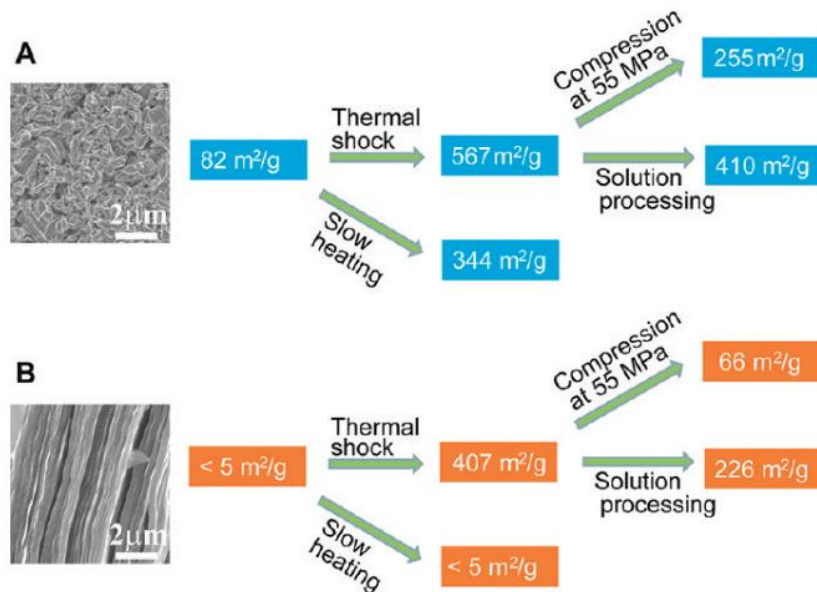 A
2μm
82 m²/g
Thermal
shock
Slow
heating
567 m²/g
344 m²/g
Compression
at 55 MPa
Solution
processing
255 m²/g
410 m²/g
B
2μm
< 5 m²/g
Thermal
shock
Slow
heating
407 m²/g
< 5 m²/g
Compression
at 55 MPa
Solution
processing
66 m²/g
226 m²/g